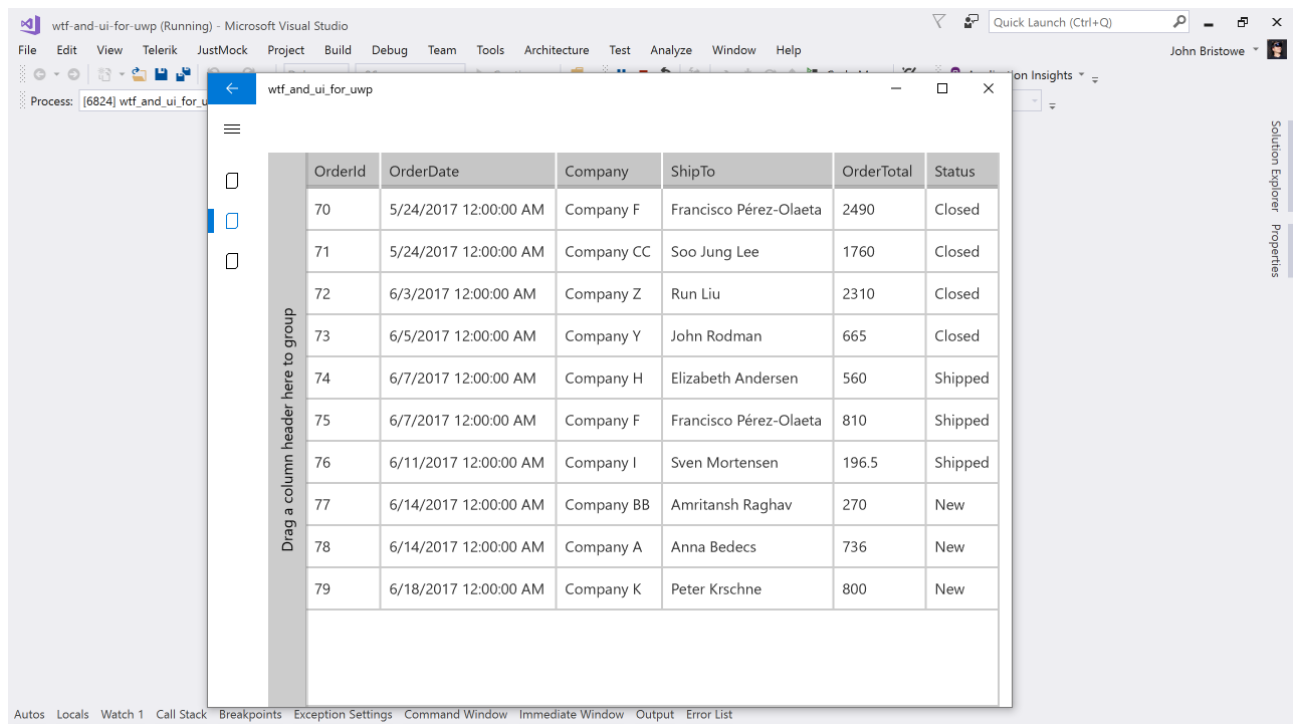 wtf-and-ui-for-uwp (Running) - Microsoft Visual Studio
Quick Launch (Ctrl+Q)
File Edit View Telerik JustMock Project Build Debug Team Tools Architecture Test Analyze Window Help
John Bristowe
on Insights
Process: [6824] wtf_and_ui_for_u
wtf_and_ui_for_uwp
Solution Explorer
Properties
Drag a column header here to group
OrderId OrderDate Company ShipTo OrderTotal Status
70 5/24/2017 12:00:00 AM Company F Francisco Pérez-Olaeta 2490 Closed
71 5/24/2017 12:00:00 AM Company CC Soo Jung Lee 1760 Closed
72 6/3/2017 12:00:00 AM Company Z Run Liu 2310 Closed
73 6/5/2017 12:00:00 AM Company Y John Rodman 665 Closed
74 6/7/2017 12:00:00 AM Company H Elizabeth Andersen 560 Shipped
75 6/7/2017 12:00:00 AM Company F Francisco Pérez-Olaeta 810 Shipped
76 6/11/2017 12:00:00 AM Company I Sven Mortensen 196.5 Shipped
77 6/14/2017 12:00:00 AM Company BB Amritansh Raghav 270 New
78 6/14/2017 12:00:00 AM Company A Anna Bedecs 736 New
79 6/18/2017 12:00:00 AM Company K Peter Krschne 800 New
Autos Locals Watch 1 Call Stack Breakpoints Exception Settings Command Window Immediate Window Output Error List